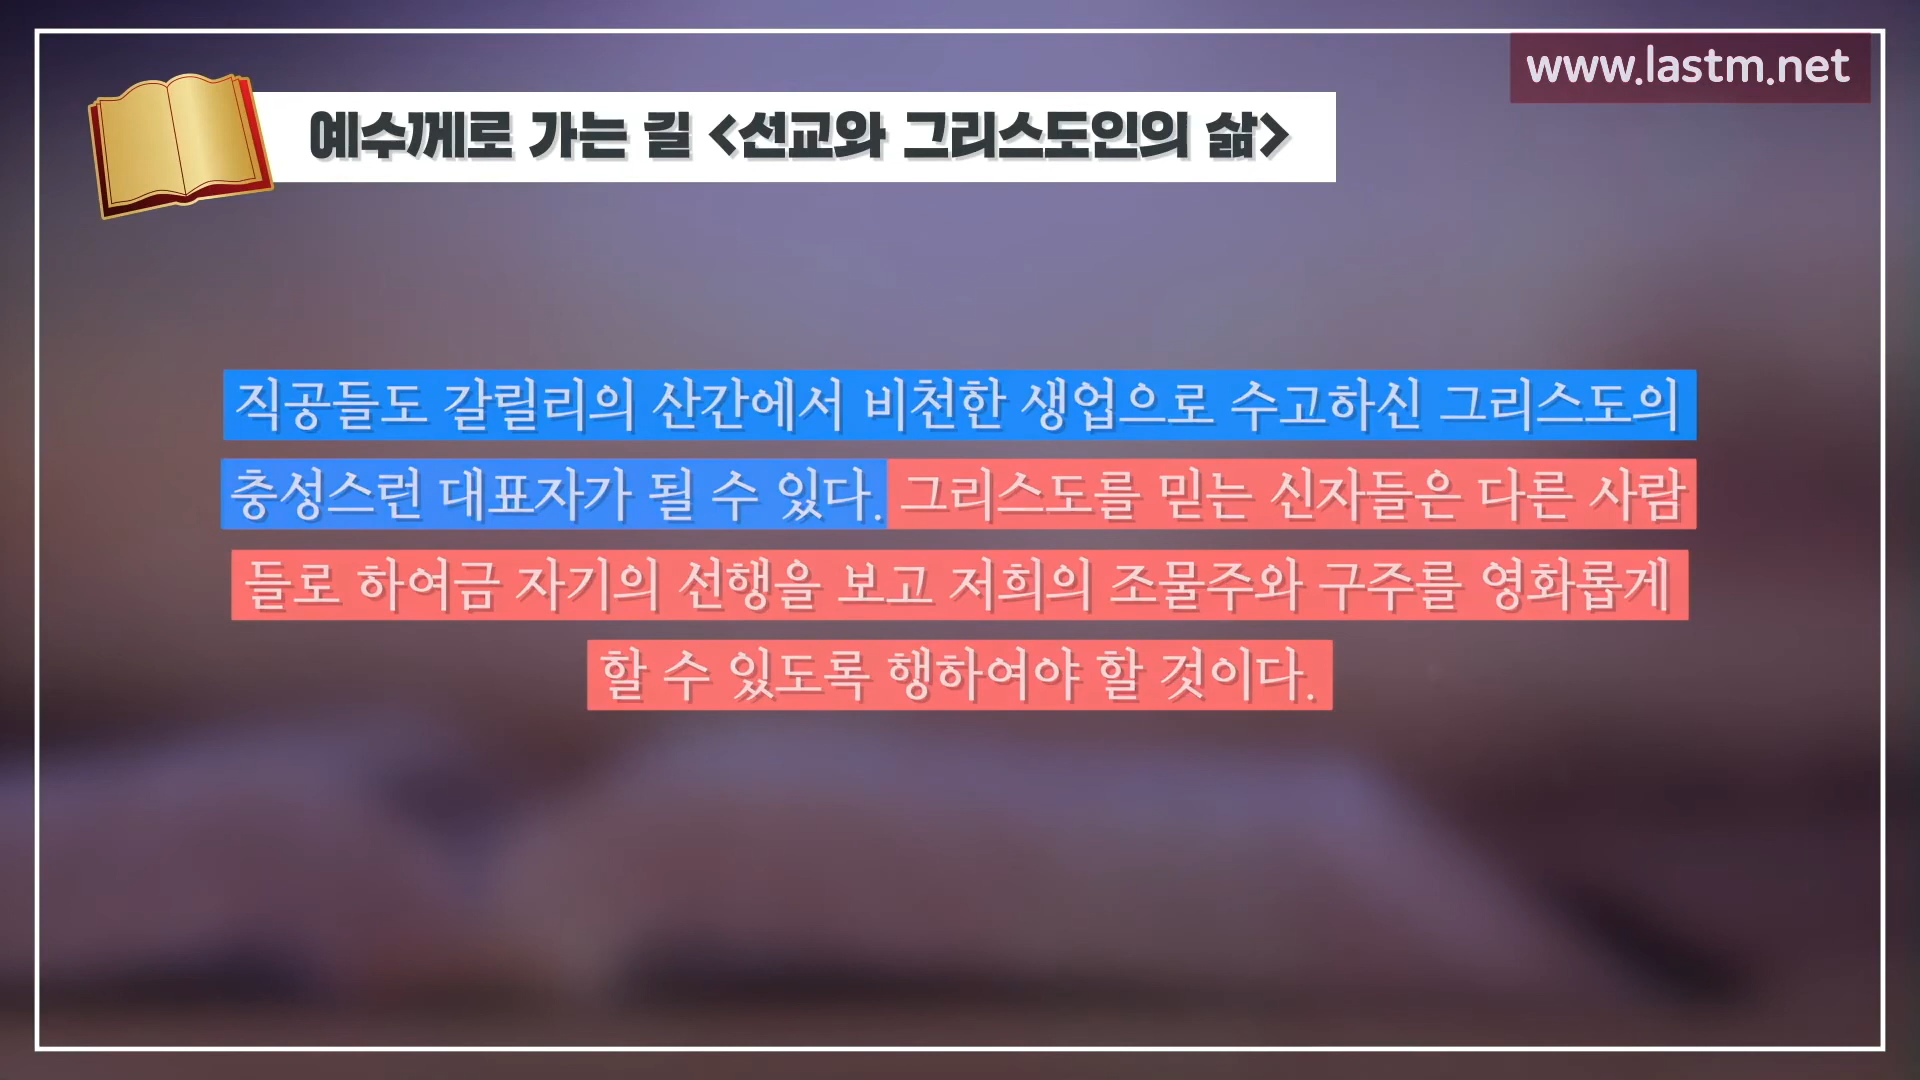 www.lastm.net
예수께로 가는 킬 <선교와 그리스도인의 삶>
직공들도 갈릴리의 산간에서 비천한 생업으로 수고하신 그리스도의
충성스런 대표자가 될 수 있다. 그리스도를 믿는 신자들은 다른 사람
들로 하여금 자기의 선행을 보고 저희의 조물주와 구주를 영화롭게
할 수 있도록 행하여야 할 것이다.